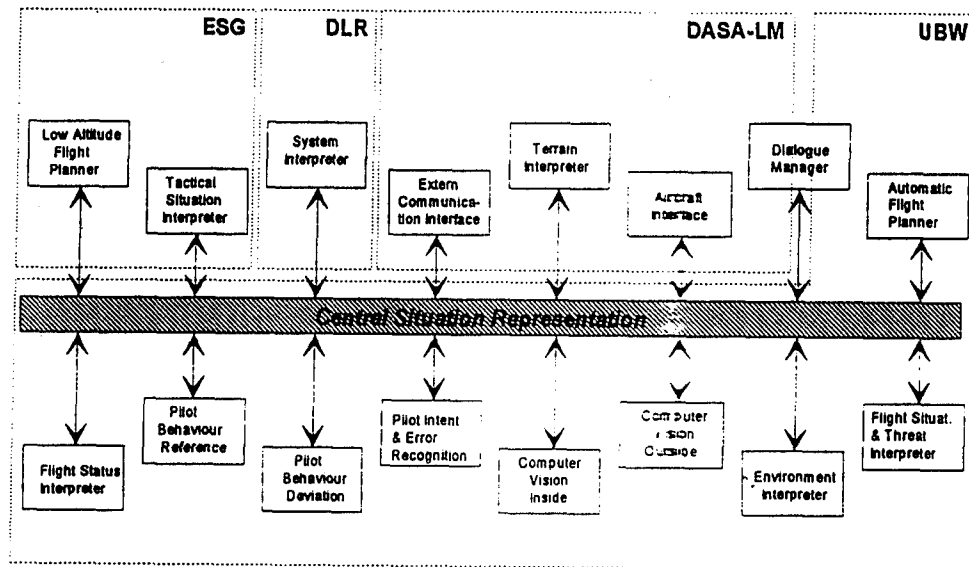 ESG
DLR
DASA-LM
UBW
Low Altitude
Flight
Planner
Tactical
Situation
Interpreter
System
Interpreter
Extern
Communica-
tion Interface
Terrain
Interpreter
Aircraft
Interface
Dialogue
Manager
Automatic
Flight
Planner
Central Situation Representation
Flight Status
Interpreter
Pilot
Behaviour
Reference
Pilot
Behaviour
Deviation
Pilot Intent
& Error
Recognition
Computer
Vision
Inside
Computer
Vision
Outside
Environment
Interpreter
Flight Situat.
& Threat
Interpreter